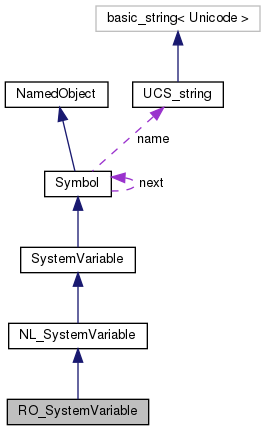 basic_string< Unicode >
NamedObject
UCS_string
name
Symbol
next
SystemVariable
NL_SystemVariable
RO_SystemVariable